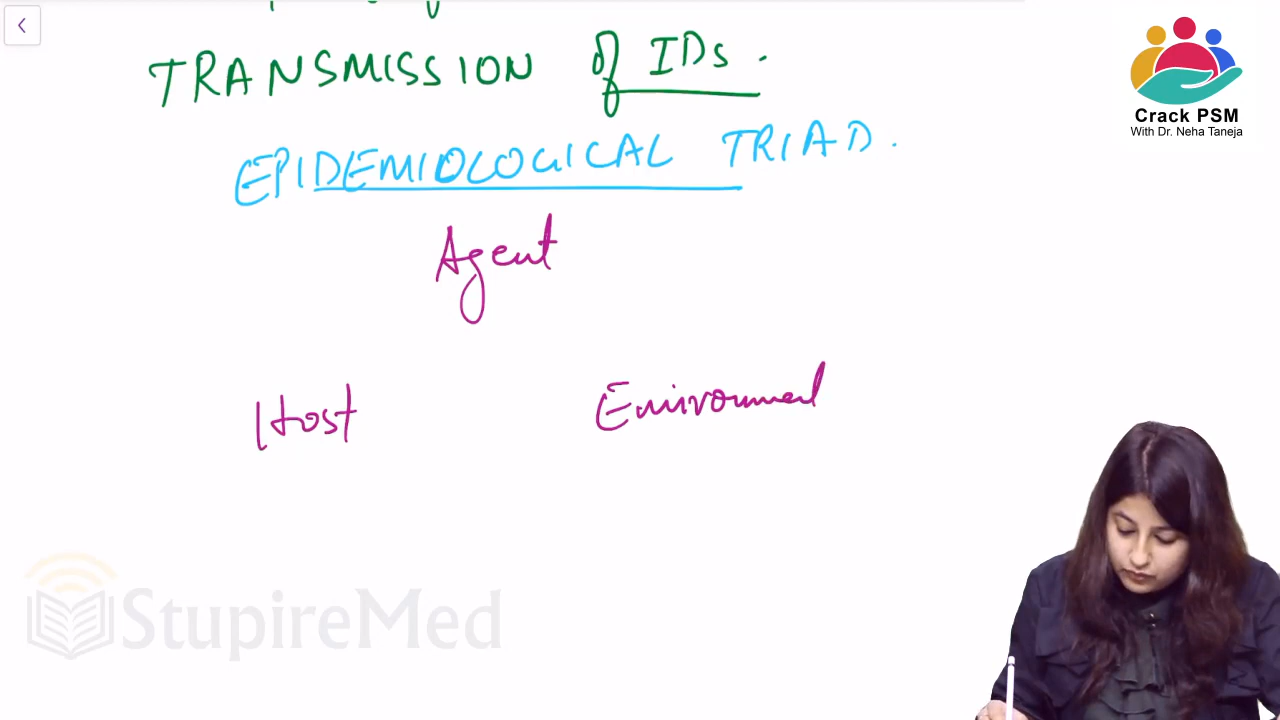 TRANSMISSION of IDs.
EPIDEMIOLOGICAL TRIAD.
Agent
Host
Environment
Crack PSM
With Dr. Neha Taneja
StupireMed